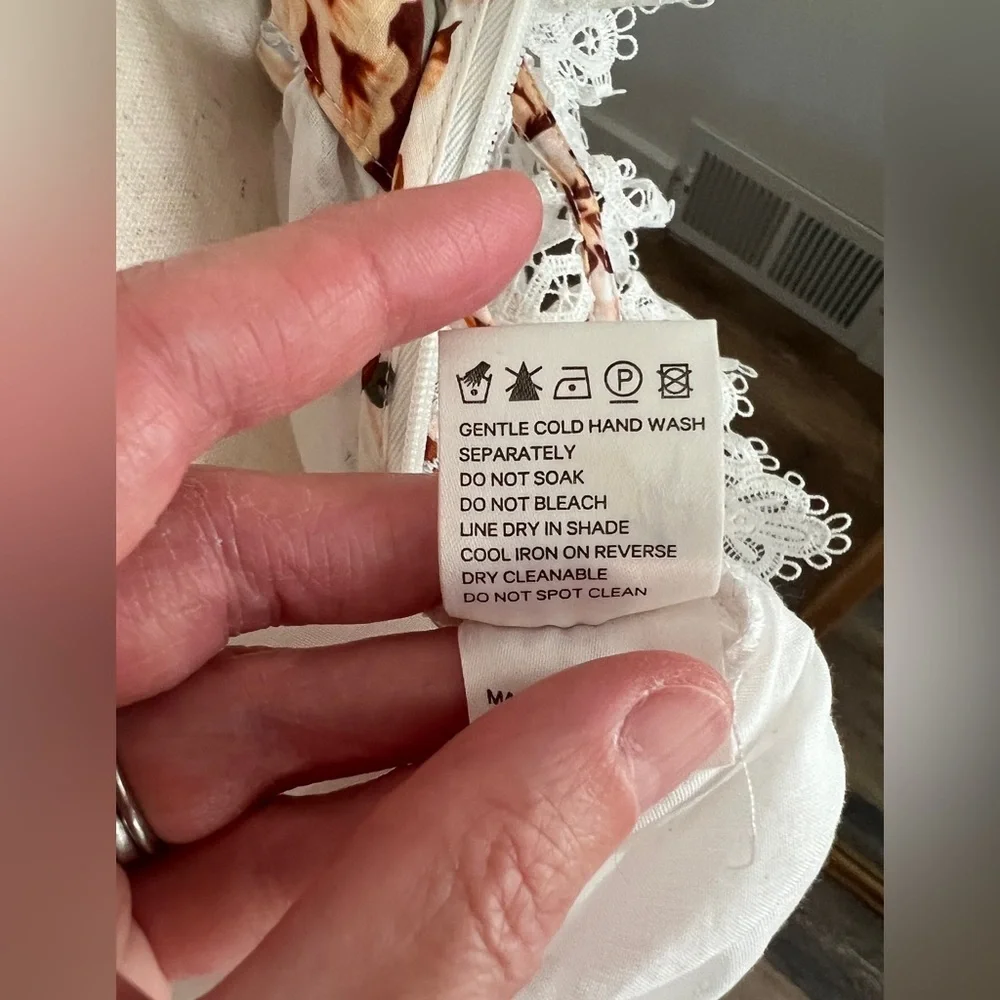 P
GENTLE COLD HAND WASH
SEPARATELY
DO NOT SOAK
DO NOT BLEACH
LINE DRY IN SHADE
COOL IRON ON REVERSE
DRY CLEANABLE
DO NOT SPOT CLEAN